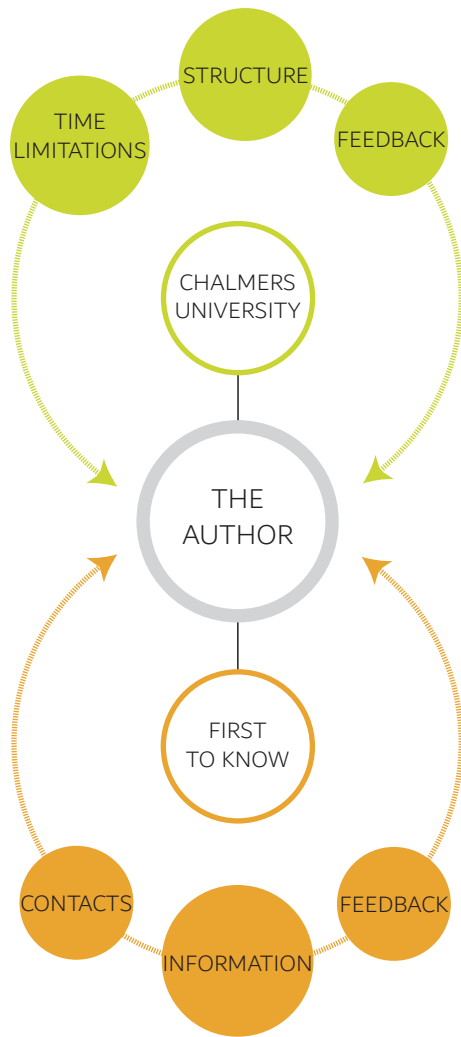 STRUCTURE
TIME
LIMITATIONS
FEEDBACK
CHALMERS
UNIVERSITY
THE
AUTHOR
FIRST
TO KNOW
CONTACTS
FEEDBACK
INFORMATION